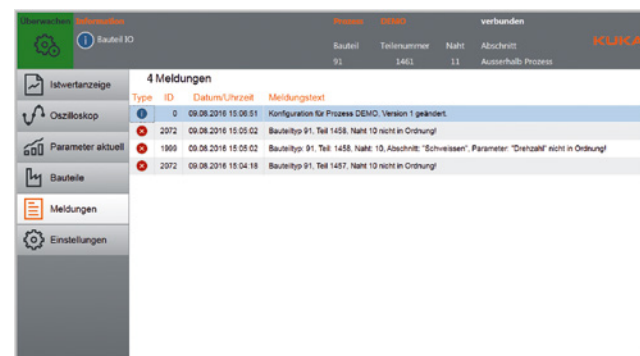 Überwachen Information Prozess DEMO verbunden
Bauteil IO
KUKA
Bauteil Teilenummer Naht Abschnitt
91 1461 11 Ausserhalb Prozess
Istwertanzeige
Oszilloskop
Parameter aktuell
Bauteile
Meldungen
Einstellungen
4 Meldungen
Type ID Datum/Uhrzeit Meldungstext
0 09.08.2016 15:06:51 Konfiguration für Prozess DEMO, Version 1 geändert.
2072 09.08.2016 15:05:02 Bauteiltyp 91, Teil 1458, Naht 10 nicht in Ordnung!
1999 09.08.2016 15:05:02 Bauteiltyp: 91, Teil: 1458, Naht: 10, Abschnitt: "Schweissen", Parameter: "Drehzahl" nicht in Ordnung!
2072 09.08.2016 15:04:18 Bauteiltyp 91, Teil 1457, Naht 10 nicht in Ordnung!